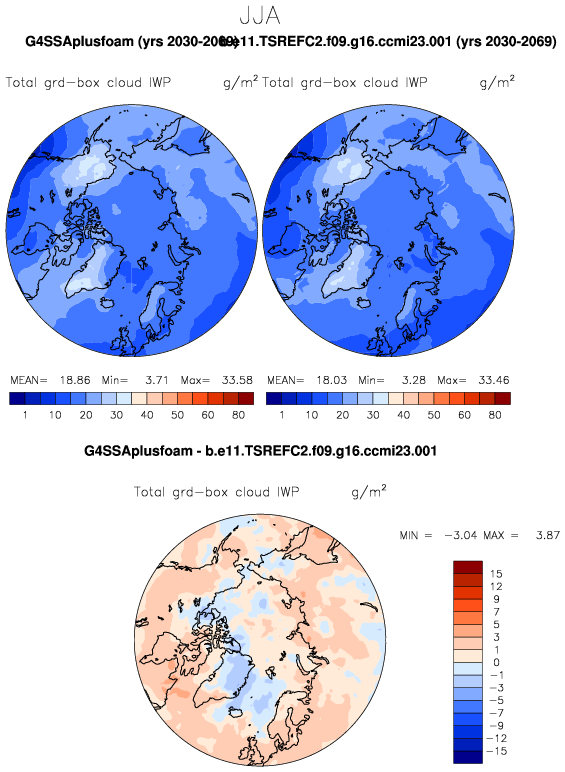 JJA
G4SSAplusfoam (yrs 2030-2069) b.e11.TSREFC2.f09.g16.ccmi23.001 (yrs 2030-2069)
Total grd-box cloud IWP g/m² Total grd-box cloud IWP g/m²
MEAN= 18.86 Min= 3.71 Max= 33.58 MEAN= 18.03 Min= 3.28 Max= 33.46
1 10 20 30 40 50 60 80 1 10 20 30 40 50 60 80
G4SSAplusfoam - b.e11.TSREFC2.f09.g16.ccmi23.001
Total grd-box cloud IWP g/m²
MIN = -3.04 MAX = 3.87
15
12
9
7
5
3
1
0
-1
-3
-5
-7
-9
-12
-15